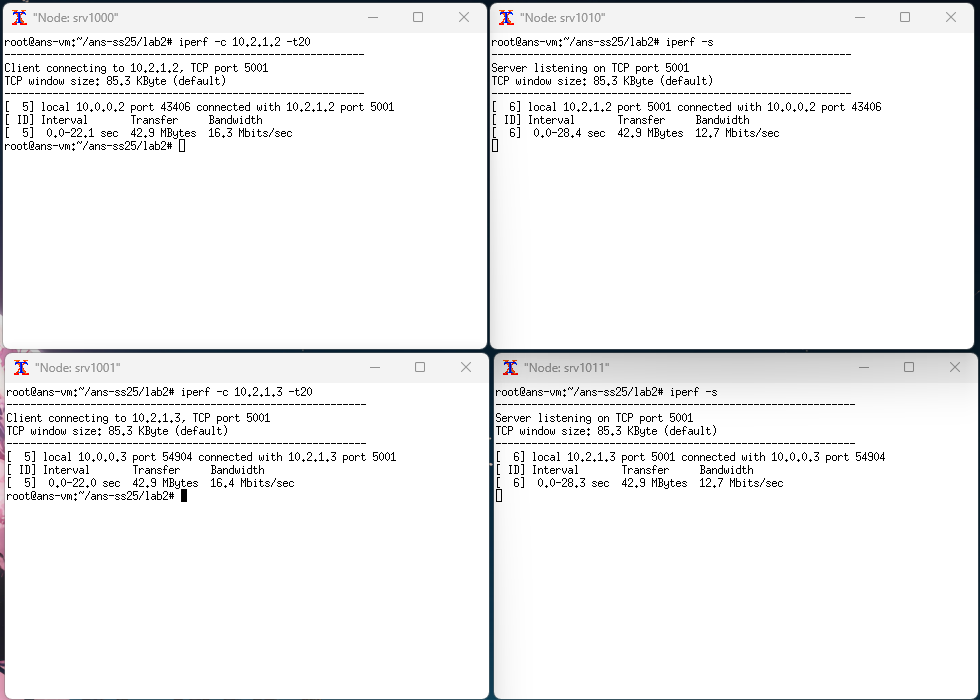 "Node: srv1000"
root@ans-vm:~/ans-ss25/lab2# iperf -c 10.2.1.2 -t20
------------------------------------------------------------
Client connecting to 10.2.1.2, TCP port 5001
TCP window size: 85.3 KByte (default)
------------------------------------------------------------
[  5] local 10.0.0.2 port 43406 connected with 10.2.1.2 port 5001
[ ID] Interval       Transfer     Bandwidth
[  5]  0.0-22.1 sec  42.9 MBytes  16.3 Mbits/sec
root@ans-vm:~/ans-ss25/lab2#
"Node: srv1010"
root@ans-vm:~/ans-ss25/lab2# iperf -s
------------------------------------------------------------
Server listening on TCP port 5001
TCP window size: 85.3 KByte (default)
------------------------------------------------------------
[  6] local 10.2.1.2 port 5001 connected with 10.0.0.2 port 43406
[ ID] Interval       Transfer     Bandwidth
[  6]  0.0-28.4 sec  42.9 MBytes  12.7 Mbits/sec
"Node: srv1001"
root@ans-vm:~/ans-ss25/lab2# iperf -c 10.2.1.3 -t20
------------------------------------------------------------
Client connecting to 10.2.1.3, TCP port 5001
TCP window size: 85.3 KByte (default)
------------------------------------------------------------
[  5] local 10.0.0.3 port 54904 connected with 10.2.1.3 port 5001
[ ID] Interval       Transfer     Bandwidth
[  5]  0.0-22.0 sec  42.9 MBytes  16.4 Mbits/sec
root@ans-vm:~/ans-ss25/lab2#
"Node: srv1011"
root@ans-vm:~/ans-ss25/lab2# iperf -s
------------------------------------------------------------
Server listening on TCP port 5001
TCP window size: 85.3 KByte (default)
------------------------------------------------------------
[  6] local 10.2.1.3 port 5001 connected with 10.0.0.3 port 54904
[ ID] Interval       Transfer     Bandwidth
[  6]  0.0-28.3 sec  42.9 MBytes  12.7 Mbits/sec